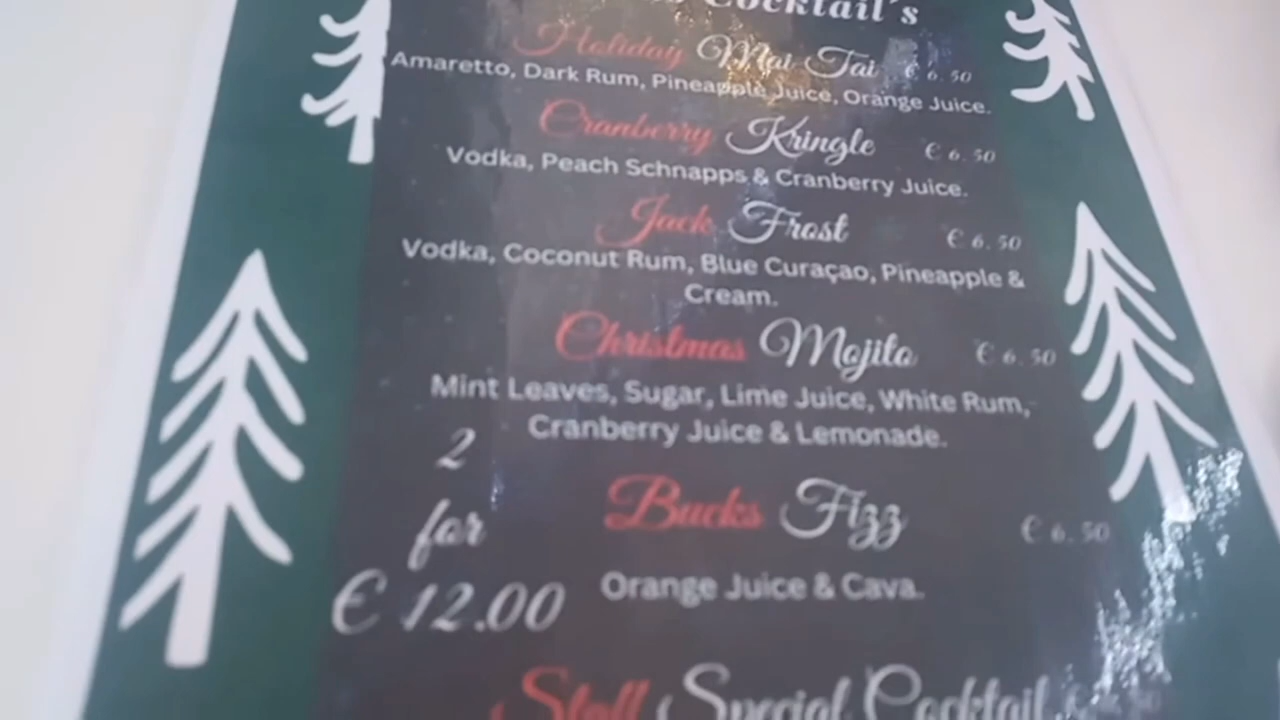 Cocktail's
Holiday Mai Tai € 6.50
Amaretto, Dark Rum, Pineapple Juice, Orange Juice.
Cranberry Kringle € 6.50
Vodka, Peach Schnapps & Cranberry Juice.
Jack Frost € 6.50
Vodka, Coconut Rum, Blue Curaçao, Pineapple &
Cream.
Christmas Mojito € 6.50
Mint Leaves, Sugar, Lime Juice, White Rum,
Cranberry Juice & Lemonade.
2
for
€ 12.00
Bucks Fizz € 6.50
Orange Juice & Cava.
Staff Special Cocktail